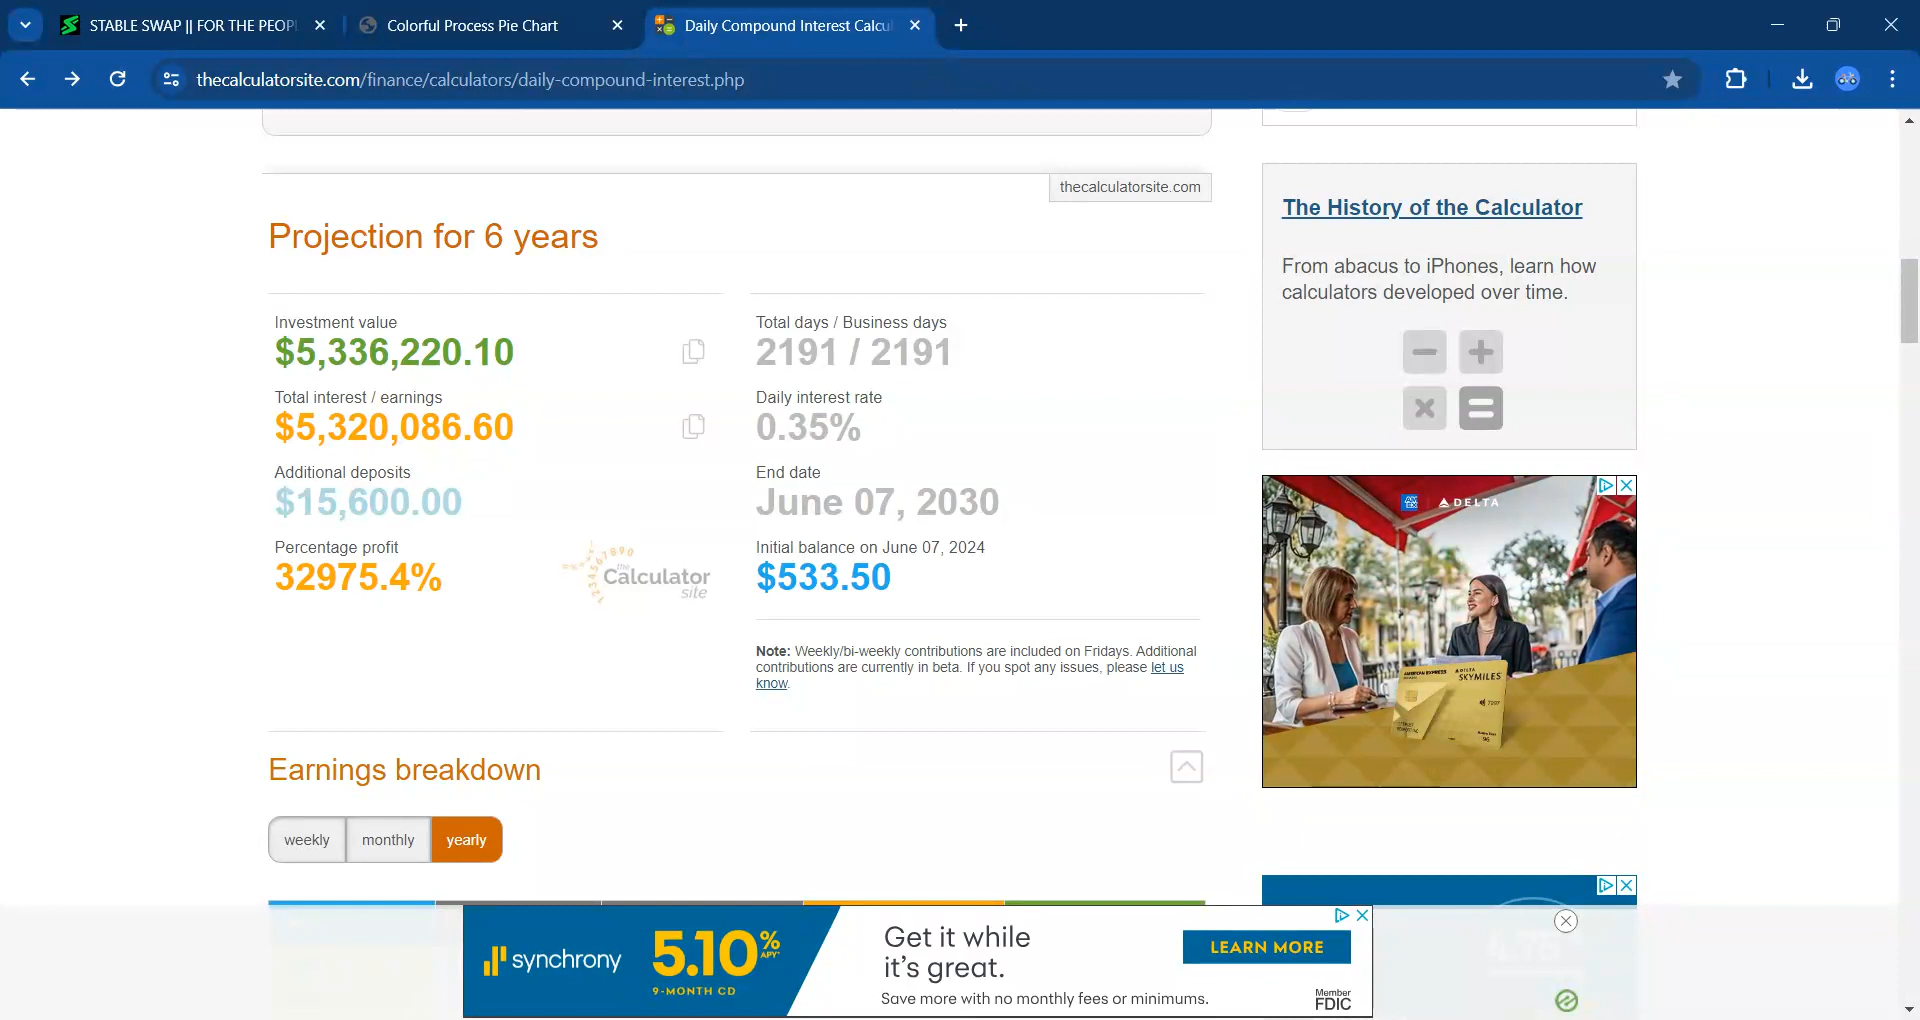 STABLE SWAP || FOR THE PEOPL
Colorful Process Pie Chart
Daily Compound Interest Calcu
thecalculatorsite.com/finance/calculators/daily-compound-interest.php
thecalculatorsite.com
Projection for 6 years
Investment value
$5,336,220.10
Total interest / earnings
$5,320,086.60
Additional deposits
$15,600.00
Percentage profit
32975.4%
the
Calculator
site
Total days / Business days
2191 / 2191
Daily interest rate
0.35%
End date
June 07, 2030
Initial balance on June 07, 2024
$533.50
Note: Weekly/bi-weekly contributions are included on Fridays. Additional
contributions are currently in beta. If you spot any issues, please let us
know.
Earnings breakdown
weekly
monthly
yearly
The History of the Calculator
From abacus to iPhones, learn how
calculators developed over time.
DELTA
AMERICAN EXPRESS
DELTA
SKYMILES
synchrony
5.10% APY*
9-MONTH CD
Get it while
it's great.
Save more with no monthly fees or minimums.
LEARN MORE
Member
FDIC